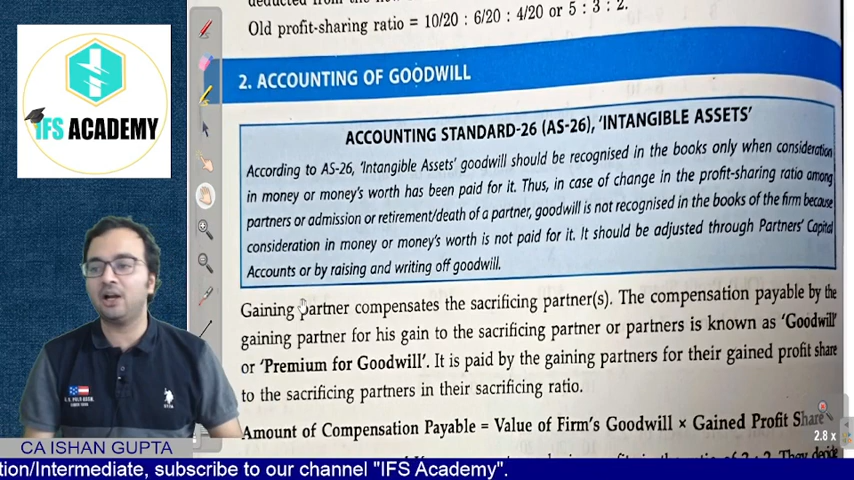 Old profit-sharing ratio = 10/20 : 6/20 : 4/20 or 5 : 3 : 2.
2. ACCOUNTING OF GOODWILL
ACCOUNTING STANDARD-26 (AS-26), 'INTANGIBLE ASSETS'
According to AS-26, 'Intangible Assets' goodwill should be recognised in the books only when consideration
in money or money's worth has been paid for it. Thus, in case of change in the profit-sharing ratio among
partners or admission or retirement/death of a partner, goodwill is not recognised in the books of the firm because
consideration in money or money's worth is not paid for it. It should be adjusted through Partners' Capital
Accounts or by raising and writing off goodwill.
Gaining partner compensates the sacrificing partner(s). The compensation payable by the
gaining partner for his gain to the sacrificing partner or partners is known as 'Goodwill'
or 'Premium for Goodwill'. It is paid by the gaining partners for their gained profit share
to the sacrificing partners in their sacrificing ratio.
Amount of Compensation Payable = Value of Firm's Goodwill × Gained Profit Share
2.8 x
IFS ACADEMY
CA ISHAN GUPTA
tion/Intermediate, subscribe to our channel "IFS Academy".